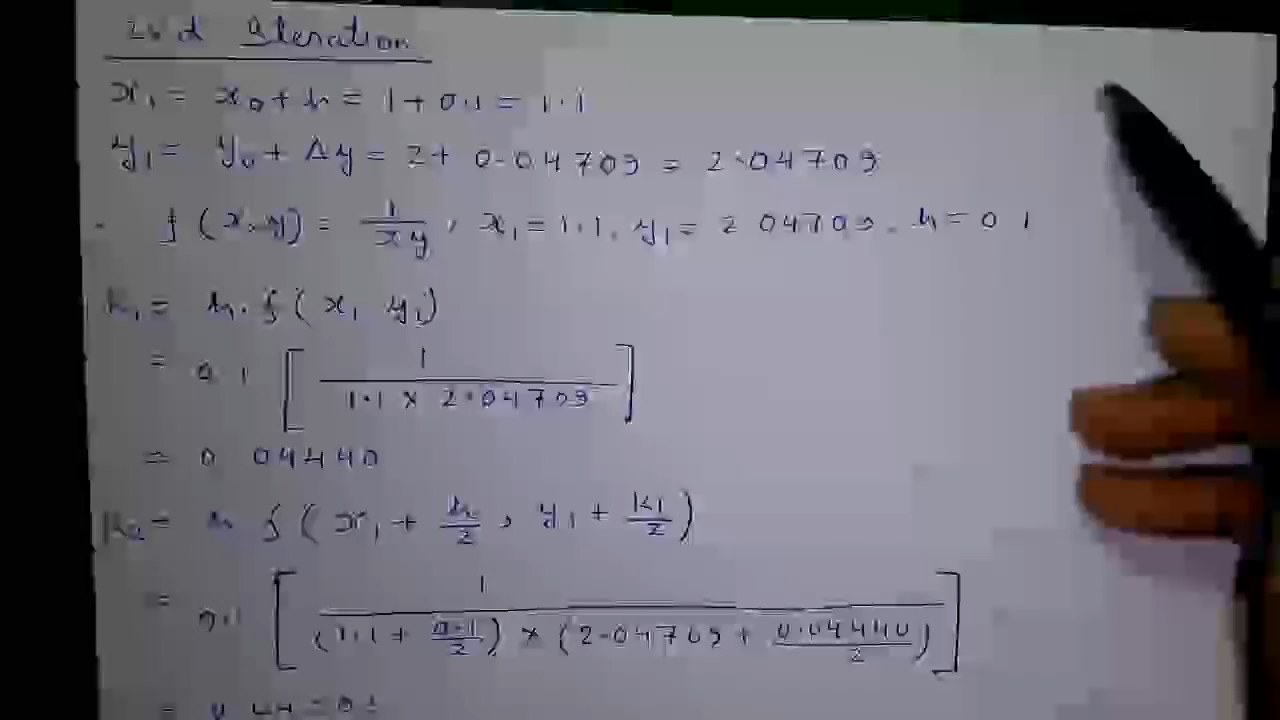 2nd Iteration
x₁ = x₀ + h = 1 + 0.1 = 1.1
y₁ = y₀ + Δy = 2 + 0.04709 = 2.04709
f (x, y) = 1/xy, x₁ = 1.1, y₁ = 2.04709, h = 0.1
K₁ = h. f ( x₁ y₁)
= 0.1 [ 1 / 1.1 × 2.04709 ]
= 0.04440
K₂ = h f ( x₁ + h/2 , y₁ + K₁/2 )
= 0.1 [ 1 / (1.1 + 0.1/2) × (2.04709 + 0.04440/2) ]